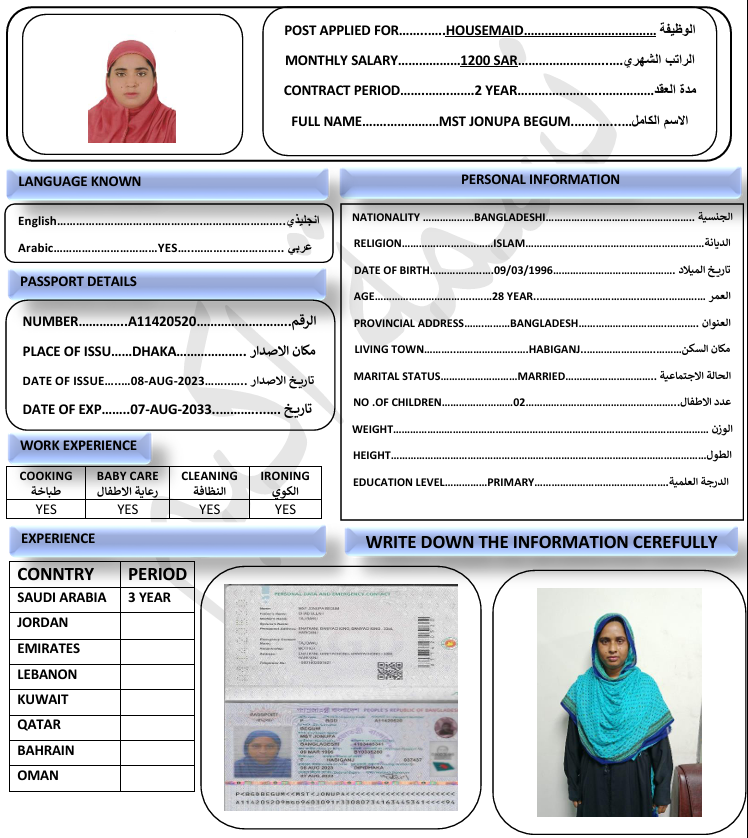 POST APPLIED FOR............HOUSEMAID.............................. الوظيفة
MONTHLY SALARY.................1200 SAR........................... الراتب الشهري
CONTRACT PERIOD....................2 YEAR........................... مدة العقد
FULL NAME......................MST JONUPA BEGUM................ الاسم الكامل
LANGUAGE KNOWN
English............................................................ انجليذي
Arabic..............................YES............................... عربي
PASSPORT DETAILS
NUMBER..............A11420520........................ الرقم
PLACE OF ISSU......DHAKA.................... مكان الاصدار
DATE OF ISSUE.......08-AUG-2023............ تاريخ الاصدار
DATE OF EXP........07-AUG-2033................ تاريخ
WORK EXPERIENCE
COOKING BABY CARE CLEANING IRONING
طباخة رعاية الاطفال النظافة الكوي
YES YES YES YES
PERSONAL INFORMATION
NATIONALITY ...............BANGLADESHI........................................... الجنسية
RELIGION...........................ISLAM..................................................... الديانة
DATE OF BIRTH...................09/03/1996................................... تاريخ الميلاد
AGE..................................28 YEAR.................................................. العمر
PROVINCIAL ADDRESS.............BANGLADESH................................... العنوان
LIVING TOWN..............................HABIGANJ............................ مكان السكن
MARITAL STATUS......................MARRIED........................... الحالة الاجتماعية
NO .OF CHILDREN.....................02............................................. عدد الاطفال
WEIGHT........................................................................................... الوزن
HEIGHT........................................................................................... الطول
EDUCATION LEVEL............PRIMARY...................................... الدرجة العلمية
EXPERIENCE
CONNTRY PERIOD
SAUDI ARABIA 3 YEAR
JORDAN
EMIRATES
LEBANON
KUWAIT
QATAR
BAHRAIN
OMAN
WRITE DOWN THE INFORMATION CEREFULLY
PERSONAL DATA AND EMERGENCY CONTACT
MST JONUPA BEGUM
PASSPORT
PEOPLE'S REPUBLIC OF BANGLADESH
P BGD A11420520
BEGUM
MST JONUPA
BANGLADESHI
09 MAR 1996
F HABIGANJ
08 AUG 2023 DIP/DHAKA
07 AUG 2033